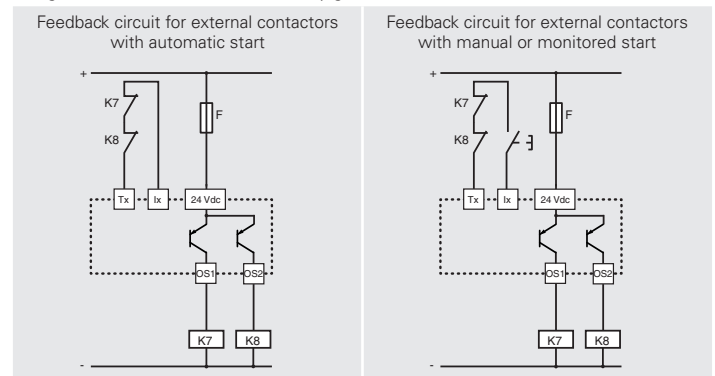 Feedback circuit for external contactors
with automatic start
+
K7
K8
F
Tx
Ix
24 Vdc
OS1
OS2
K7
K8
-
Feedback circuit for external contactors
with manual or monitored start
+
K7
K8
F
Tx
Ix
24 Vdc
OS1
OS2
K7
K8
-